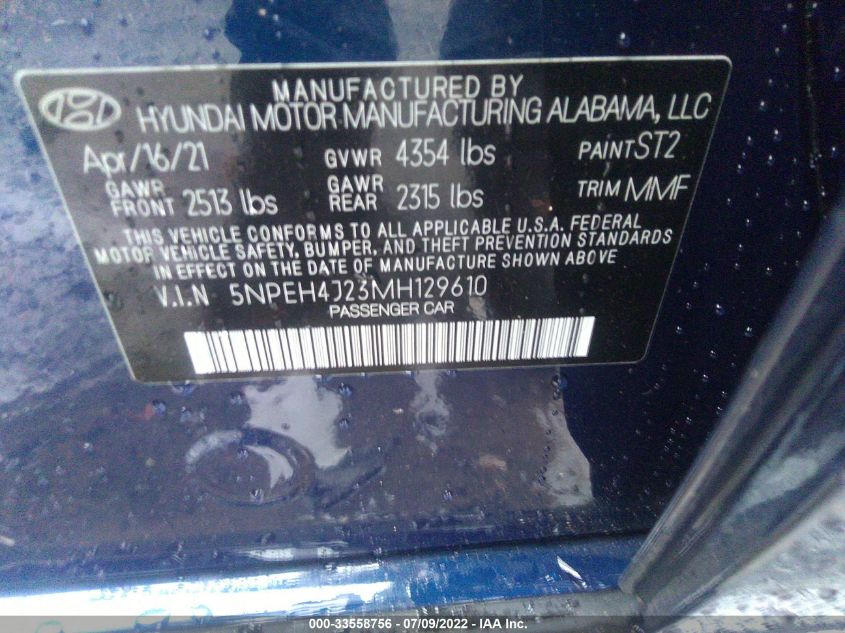 MANUFACTURED BY
HYUNDAI MOTOR MANUFACTURING ALABAMA, LLC
Apr/16/21 GVWR 4354 lbs PAINT ST2
GAWR FRONT 2513 lbs GAWR REAR 2315 lbs TRIM MMF
THIS VEHICLE CONFORMS TO ALL APPLICABLE U.S.A. FEDERAL
MOTOR VEHICLE SAFETY, BUMPER, AND THEFT PREVENTION STANDARDS
IN EFFECT ON THE DATE OF MANUFACTURE SHOWN ABOVE
V.I.N 5NPEH4J23MH129610
PASSENGER CAR
000-33558756 - 07/09/2022 - IAA Inc.